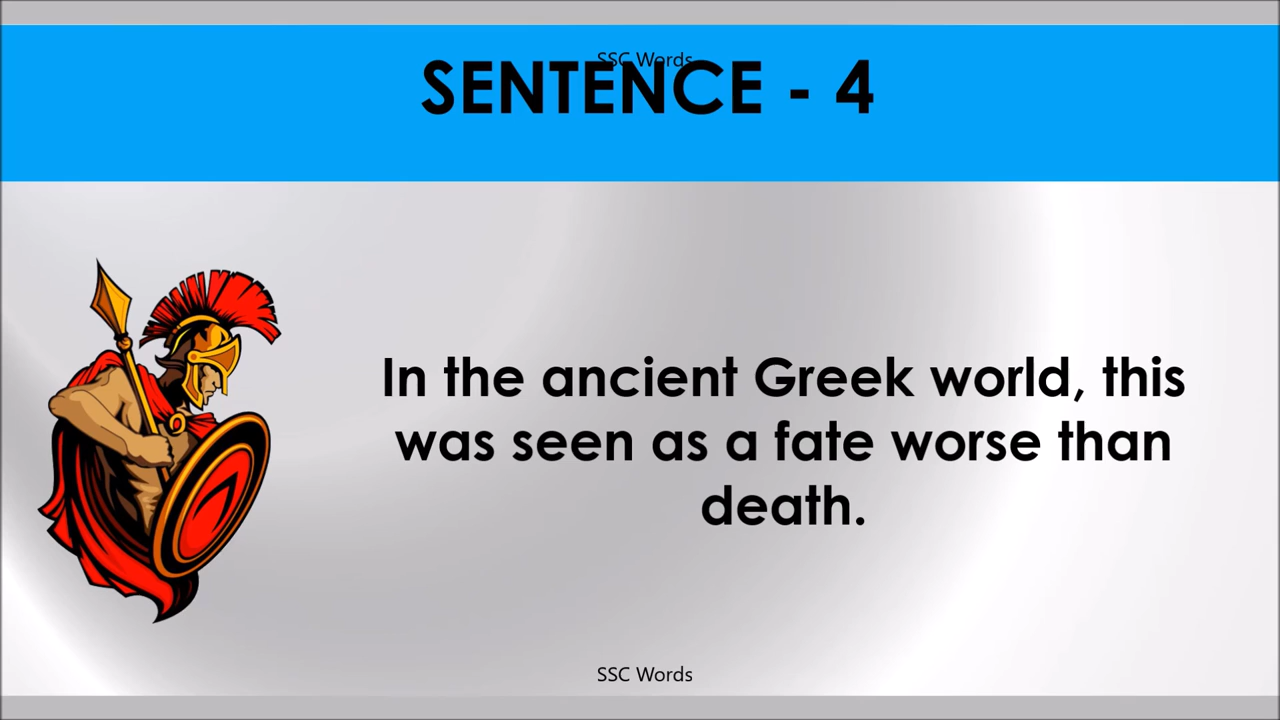 SSC Words
SENTENCE - 4
In the ancient Greek world, this
was seen as a fate worse than
death.
SSC Words